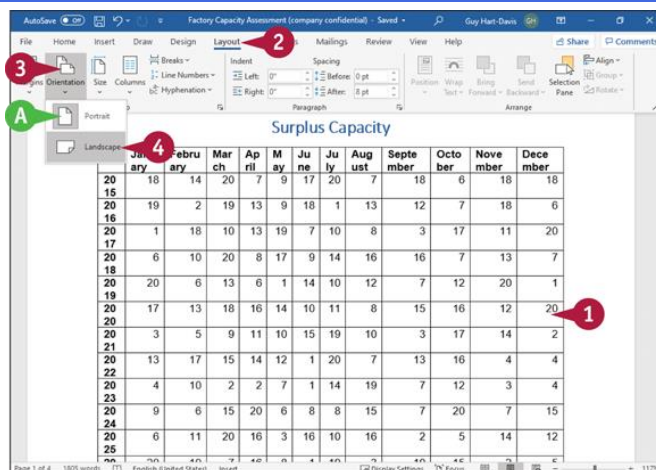 AutoSave Off Factory Capacity Assessment (company confidential) - Saved Guy Hart-Davis GH
File Home Insert Draw Design Layout s Mailings Review View Help Share Comments
2
3
Orientation Size Columns Breaks Line Numbers Hyphenation Indent Left: 0" Right: 0" Spacing Before: 0 pt After: 8 pt Position Wrap Text Bring Forward Send Backward Selection Pane Align Group Rotate
Paragraph Arrange
A Portrait
Landscape 4
Surplus Capacity
Febru Mar Ap M Ju Ju Aug Septe Octo Nove Dece
ary ary ch ril ay ne ly ust mber ber mber mber
20 18 14 20 7 9 17 20 7 18 6 18 18
15
20 19 2 19 13 9 18 1 13 12 7 18 6
16
20 1 18 10 13 19 7 10 8 3 17 11 20
17
20 6 10 20 8 17 9 14 16 16 7 13 7
18
20 20 6 13 6 1 14 10 12 7 12 20 1
19
20 17 13 18 16 14 10 11 8 15 16 12 20
20
1
20 3 5 9 11 10 15 19 10 3 17 14 2
21
20 13 17 15 14 12 1 20 7 13 16 4 4
22
20 4 10 2 2 7 1 14 19 7 12 3 4
23
20 9 6 15 20 6 8 8 15 7 20 7 15
24
20 6 11 20 16 3 16 10 16 2 5 14 12
25
Page 1 of 4 1805 words English (United States) Insert Display Settings Focus